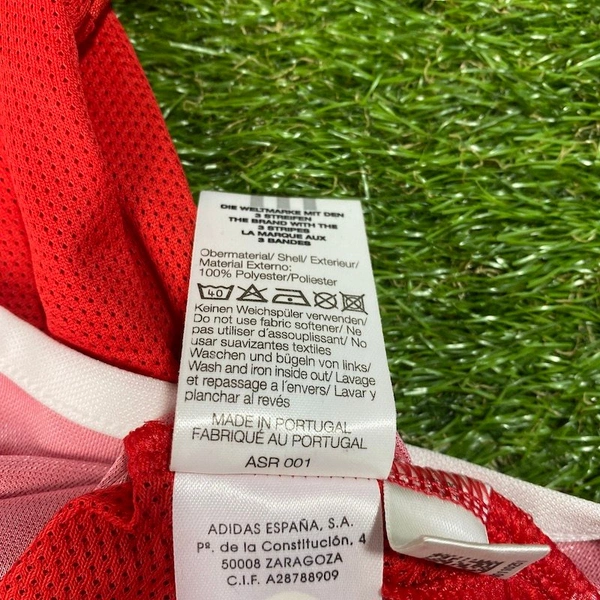 DIE WELTMARKE MIT DEN
3 STREIFEN
THE BRAND WITH THE
3 STRIPES
LA MARQUE AUX
3 BANDES
Obermaterial/ Shell/ Exterieur/
Material Externo:
100% Polyester/Poliester
40
Keinen Weichspüler verwenden/
Do not use fabric softener/ Ne
pas utiliser d'assouplissant/ No
usar suavizantes textiles
Waschen und bügeln von links/
Wash and iron inside out/ Lavage
et repassage a l'envers/ Lavar y
planchar al revés
MADE IN PORTUGAL
FABRIQUÉ AU PORTUGAL
ASR 001
ADIDAS ESPAÑA, S.A.
Pº. de la Constitución, 4
50008 ZARAGOZA
C.I.F. A28788909